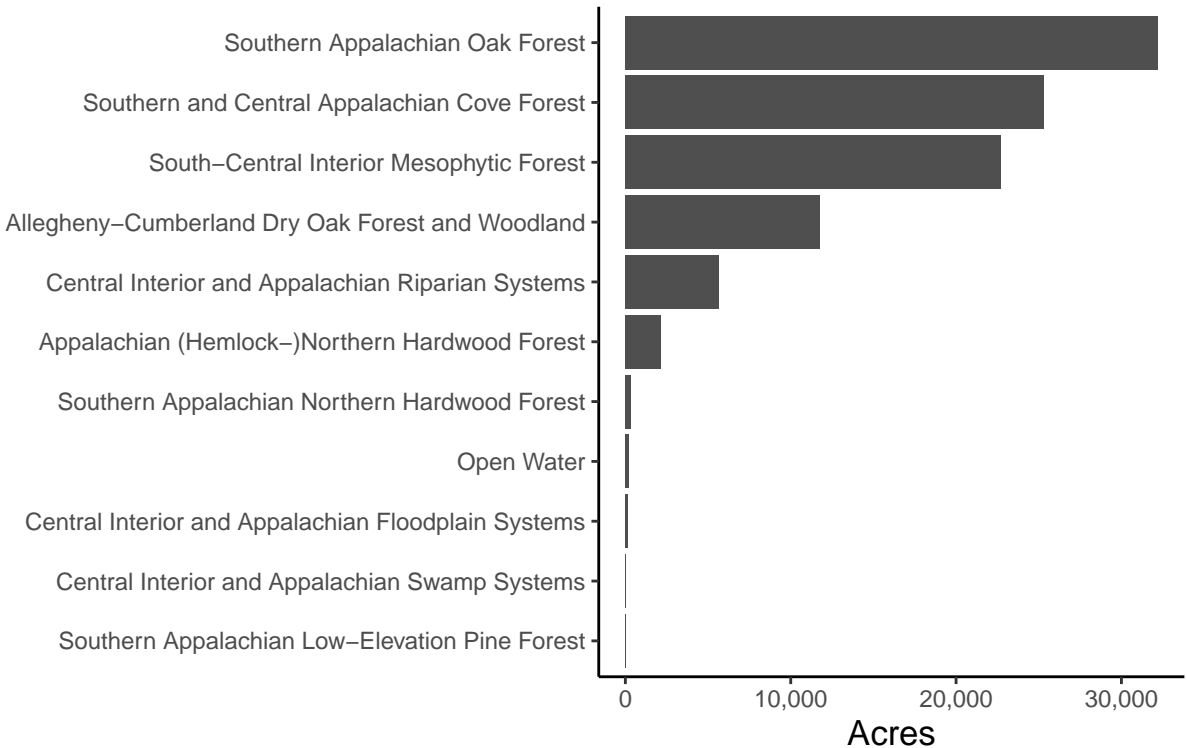 Southern Appalachian Oak Forest
Southern and Central Appalachian Cove Forest
South−Central Interior Mesophytic Forest
Allegheny−Cumberland Dry Oak Forest and Woodland
Central Interior and Appalachian Riparian Systems
Appalachian (Hemlock−)Northern Hardwood Forest
Southern Appalachian Northern Hardwood Forest
Open Water
Central Interior and Appalachian Floodplain Systems
Central Interior and Appalachian Swamp Systems
Southern Appalachian Low−Elevation Pine Forest
0 10,000 20,000 30,000
Acres